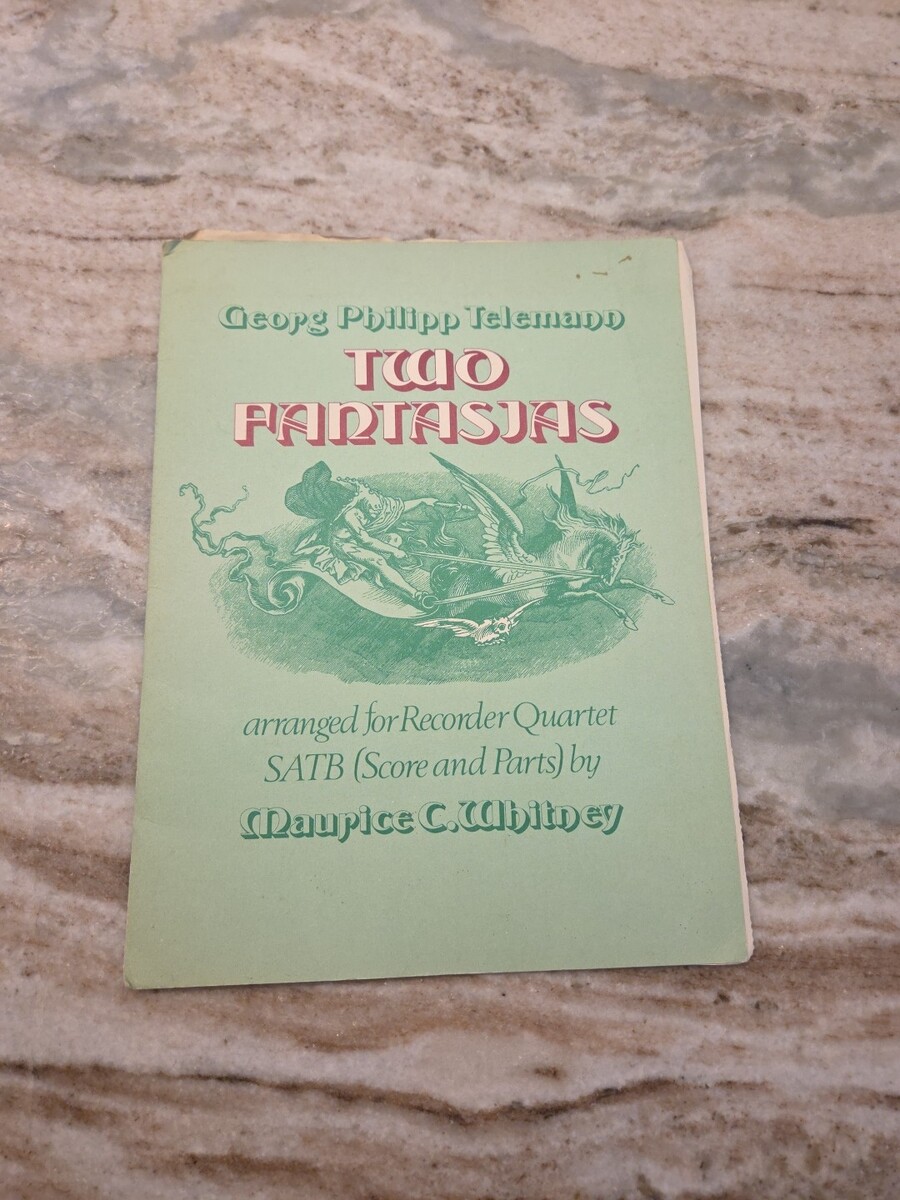 Georg Philipp Telemann
TWO
FANTASIAS
arranged for Recorder Quartet
SATB (Score and Parts) by
Maurice C. Whitney